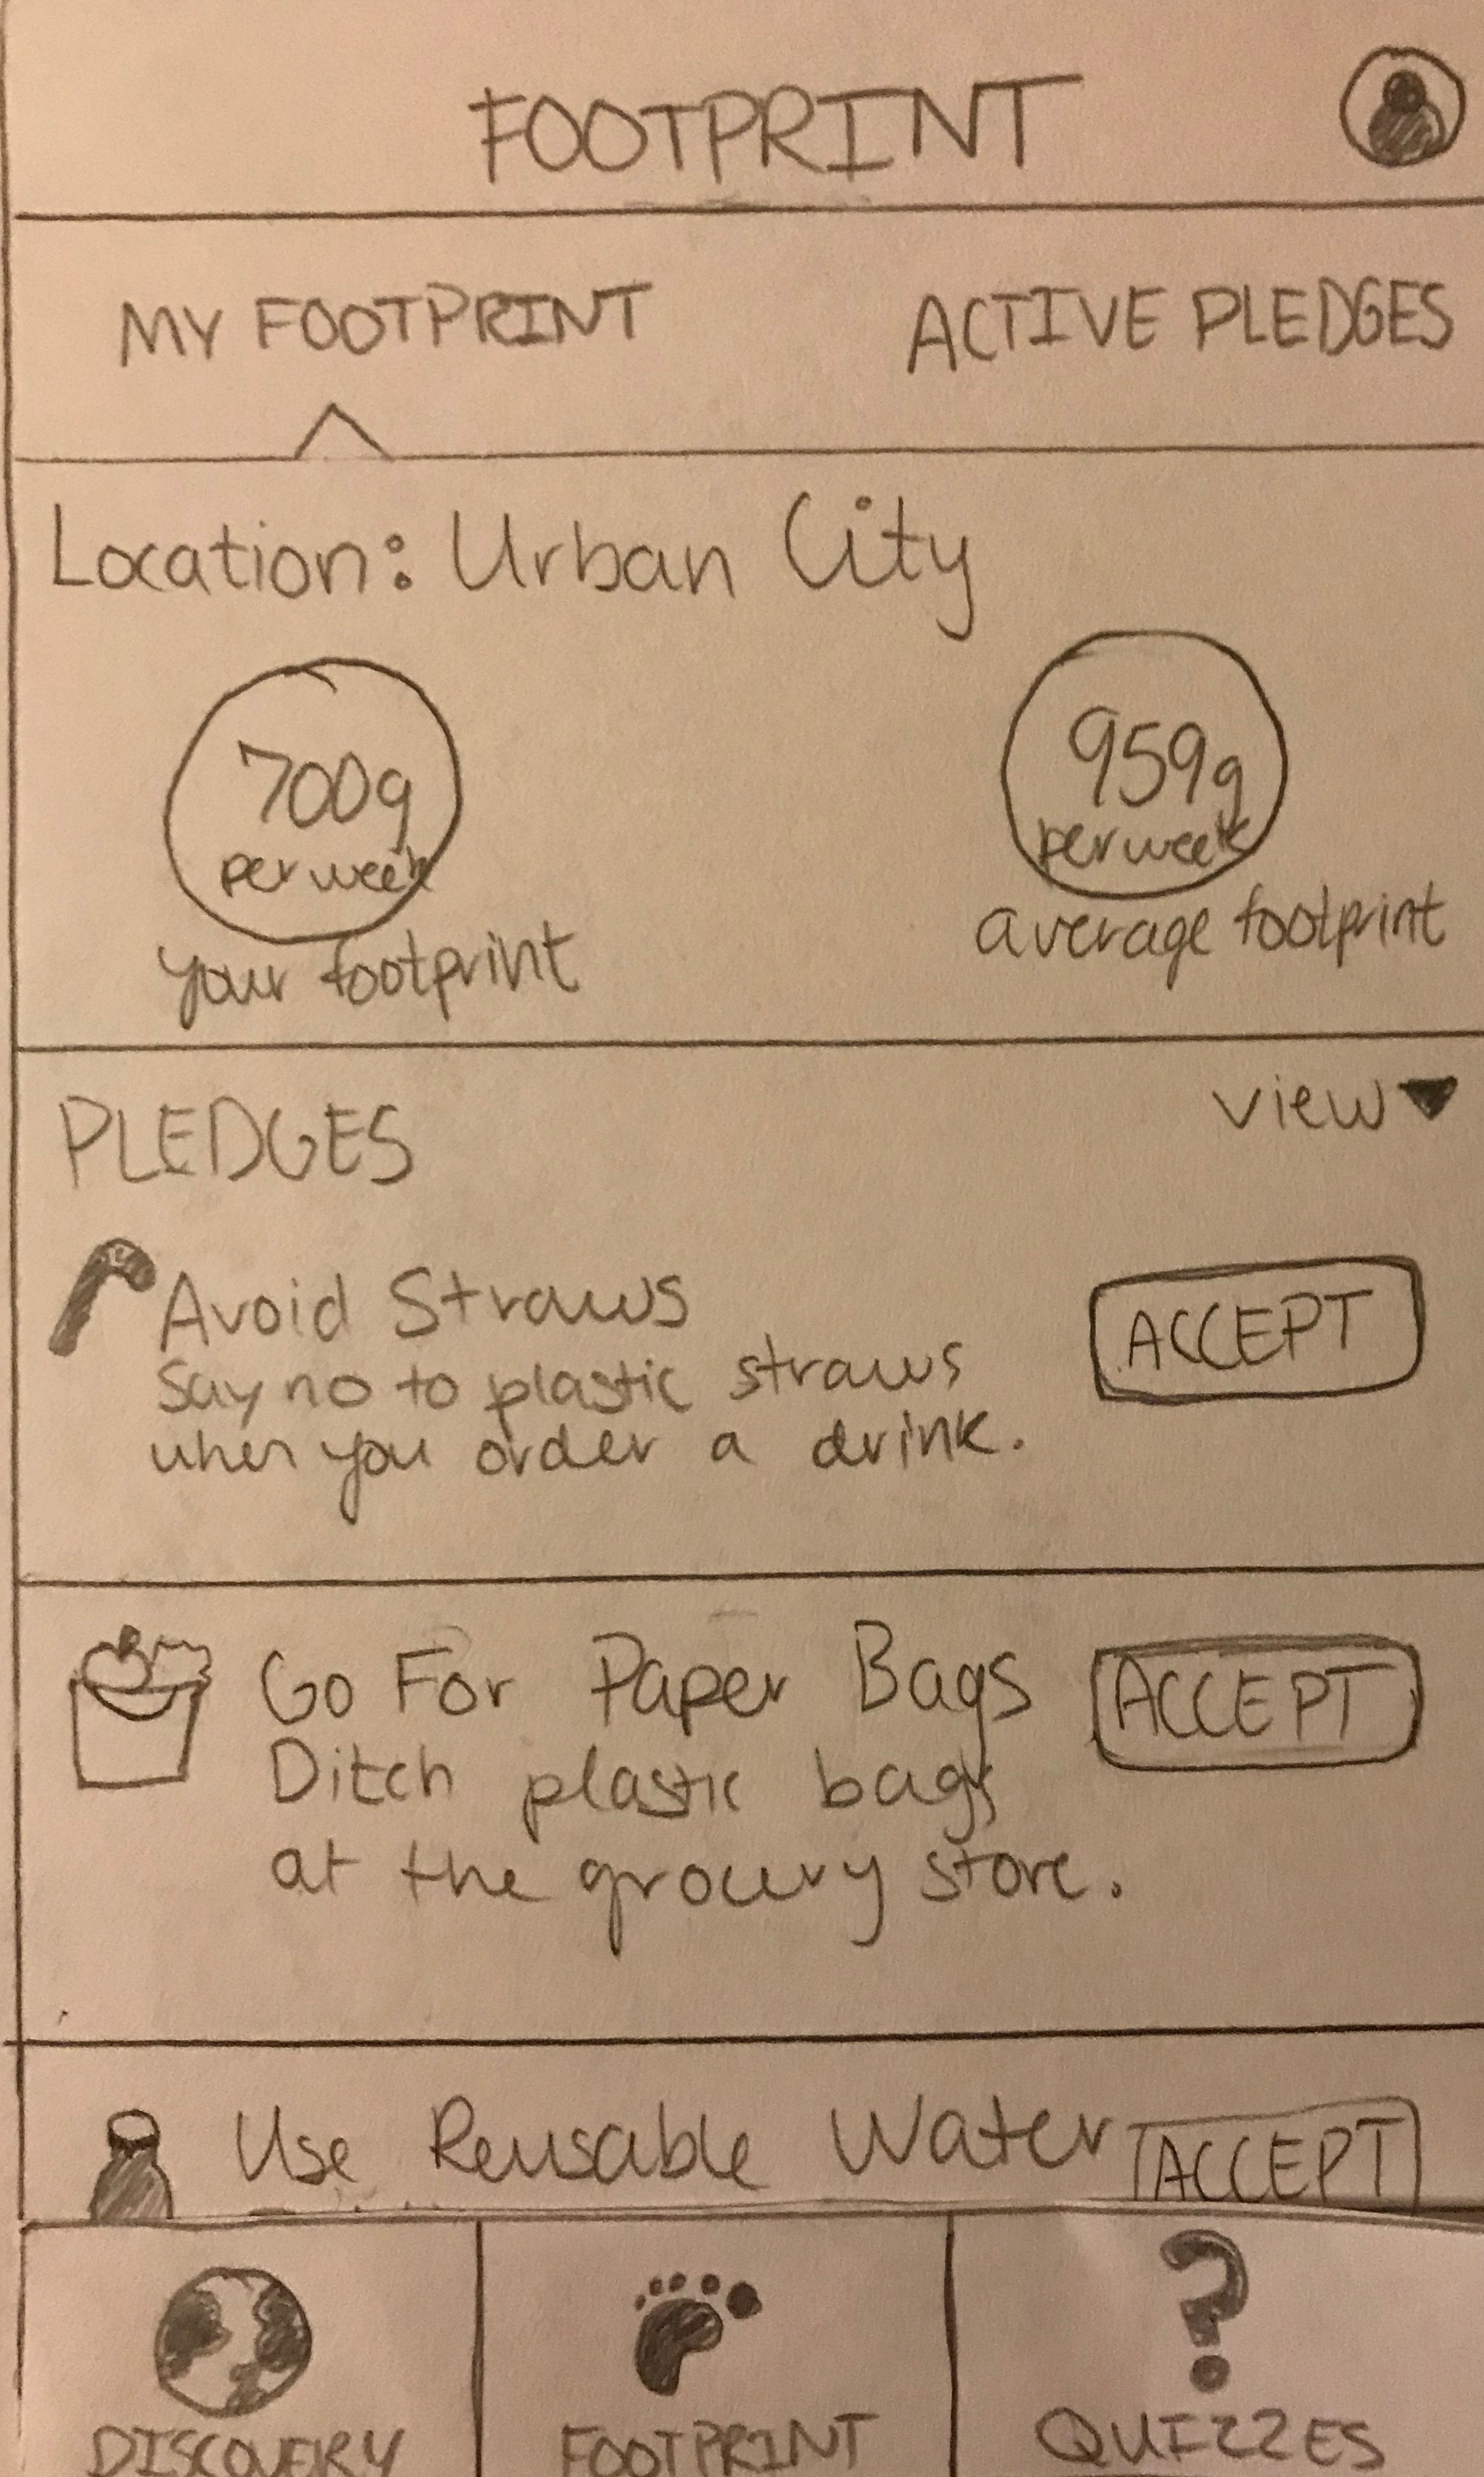 FOOTPRINT
MY FOOTPRINT ACTIVE PLEDGES
Location: Urban City
700g per week
your footprint
959g per week
average footprint
PLEDGES view
Avoid Straws
Say no to plastic straws
when you order a drink.
ACCEPT
Go For Paper Bags
Ditch plastic bags
at the grocery store.
ACCEPT
Use Reusable Water
ACCEPT
DISCOVERY FOOTPRINT QUIZZES